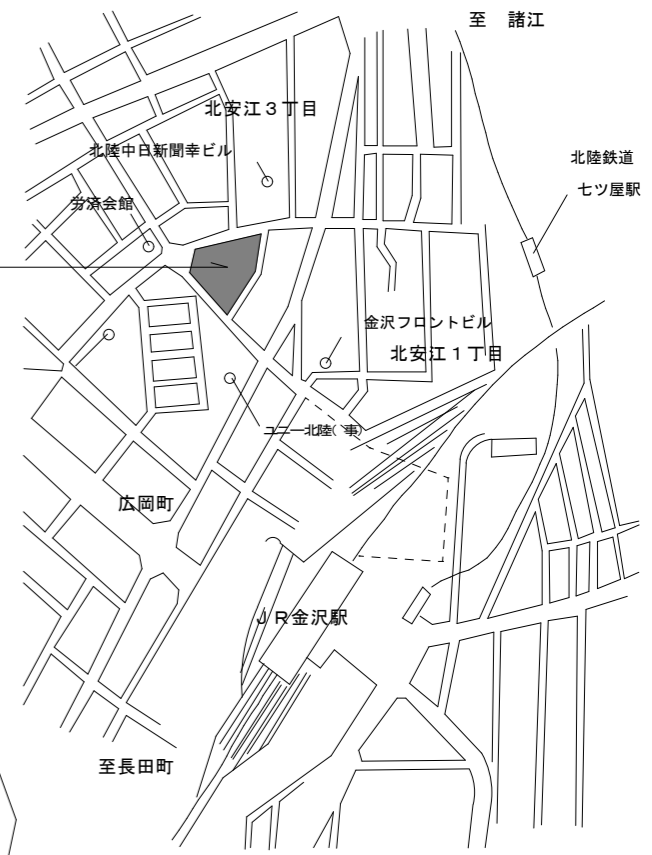 至　諸江
北安江３丁目
北陸中日新聞幸ビル
北陸鉄道
七ツ屋駅
労済会館
金沢フロントビル
北安江１丁目
ユニー北陸(事)
広岡町
ＪＲ金沢駅
至長田町